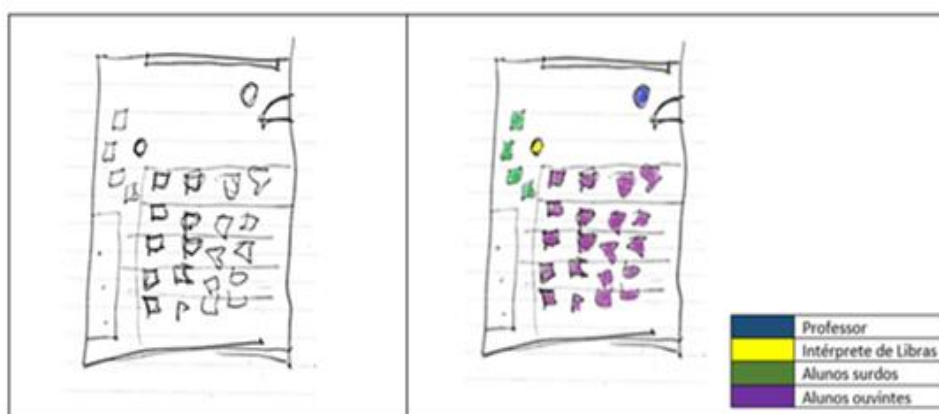 Professor
Intérprete de Libras
Alunos surdos
Alunos ouvintes